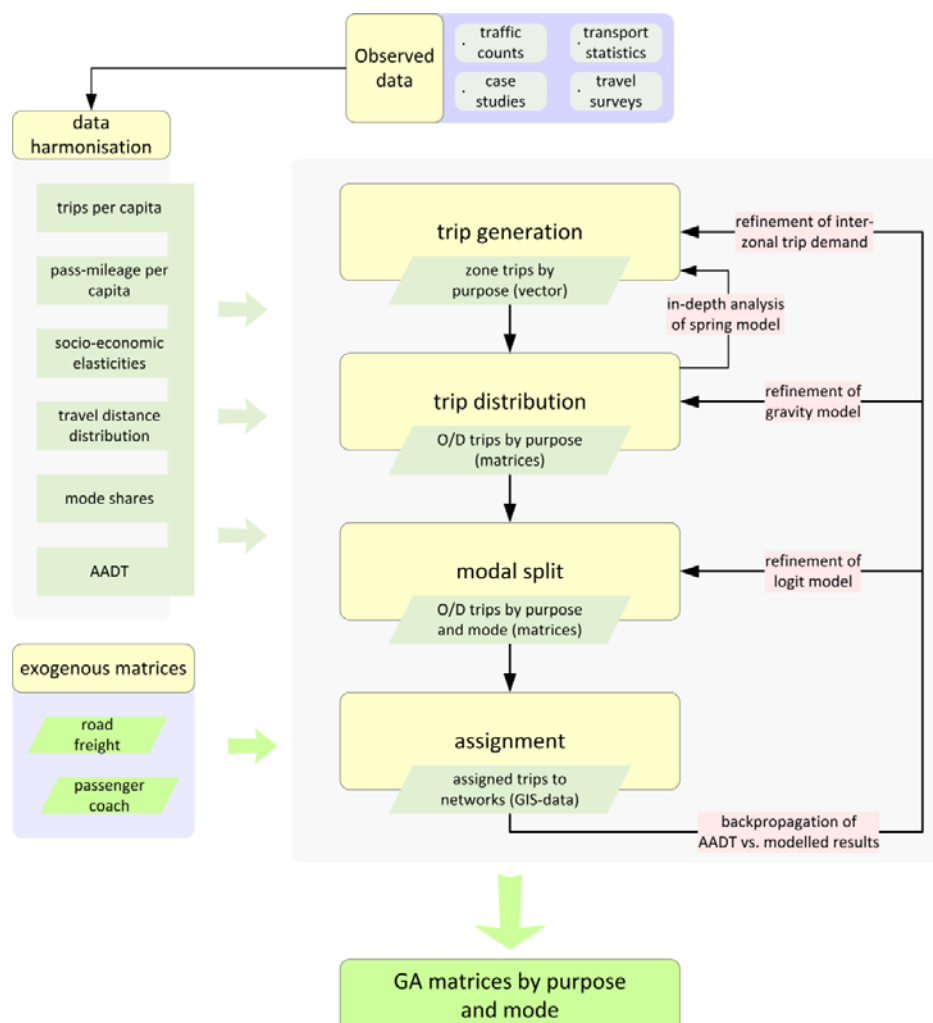 Observed
data
· traffic
counts
· transport
statistics
· case
studies
· travel
surveys
data
harmonisation
trips per capita
pass-mileage per
capita
socio-economic
elasticities
travel distance
distribution
mode shares
AADT
exogenous matrices
road
freight
passenger
coach
trip generation
zone trips by
purpose (vector)
refinement of inter-
zonal trip demand
in-depth analysis
of spring model
trip distribution
O/D trips by purpose
(matrices)
refinement of
gravity model
modal split
O/D trips by purpose
and mode (matrices)
refinement of
logit model
assignment
assigned trips to
networks (GIS-data)
backpropagation of
AADT vs. modelled results
GA matrices by purpose
and mode